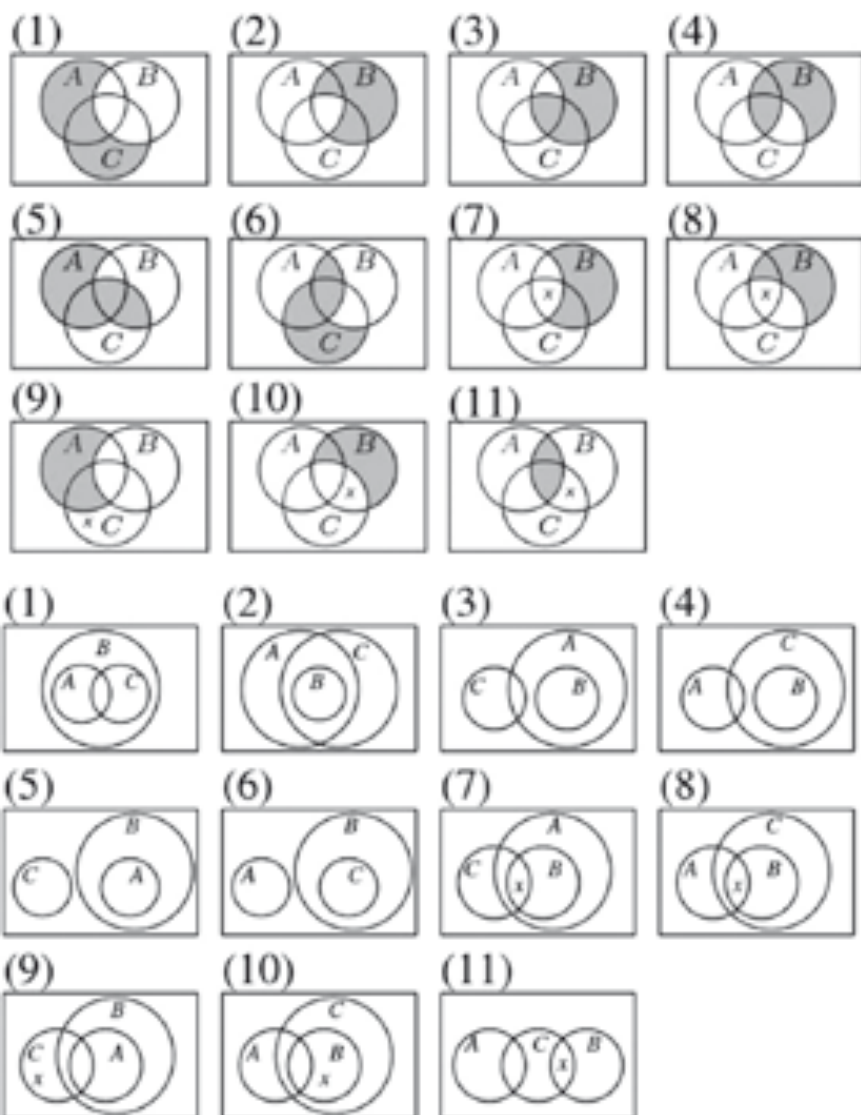 (1) (2) (3) (4)
A B A B A B A B
C C C C
(5) (6) (7) (8)
A B A B A B A B
x x
C C C C
(9) (10) (11)
A B A B A B
x x
x C C C
(1) (2) (3) (4)
B A C
A C A C B C B A B
(5) (6) (7) (8)
B B A C
C A A C C x B A x B
(9) (10) (11)
B C
C A A B A C B
x x x